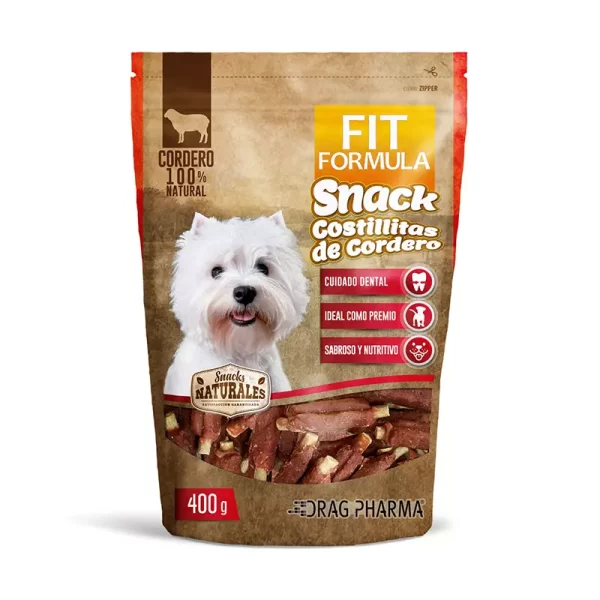 CORDERO
100%
NATURAL
ZIPPER
FIT
FORMULA
Snack
Costillitas
de Cordero
CUIDADO DENTAL
IDEAL COMO PREMIO
SABROSO Y NUTRITIVO
Snacks
NATURALES
400g
DRAG PHARMA®